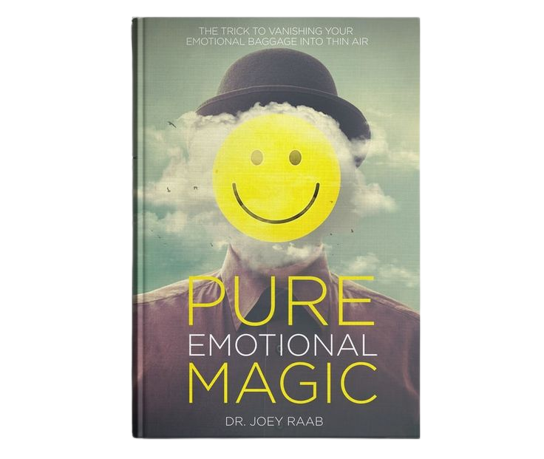 THE TRICK TO VANISHING YOUR
EMOTIONAL BAGGAGE INTO THIN AIR
PURE
EMOTIONAL
MAGIC
DR. JOEY RAAB